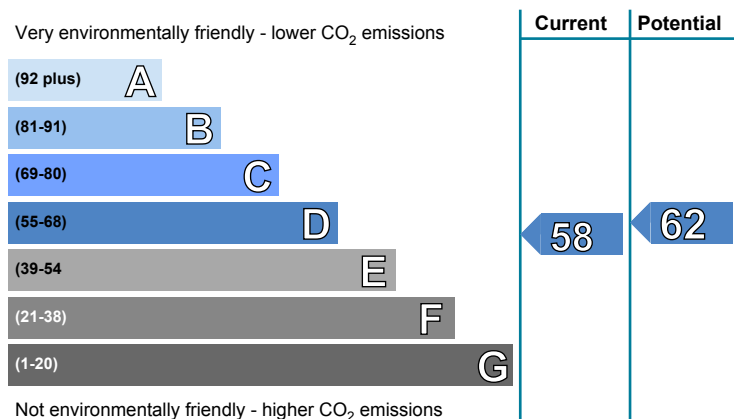 Very environmentally friendly - lower CO₂ emissions
Current
Potential
(92 plus) A
(81-91) B
(69-80) C
(55-68) D
(39-54 E
(21-38) F
(1-20) G
58
62
Not environmentally friendly - higher CO₂ emissions